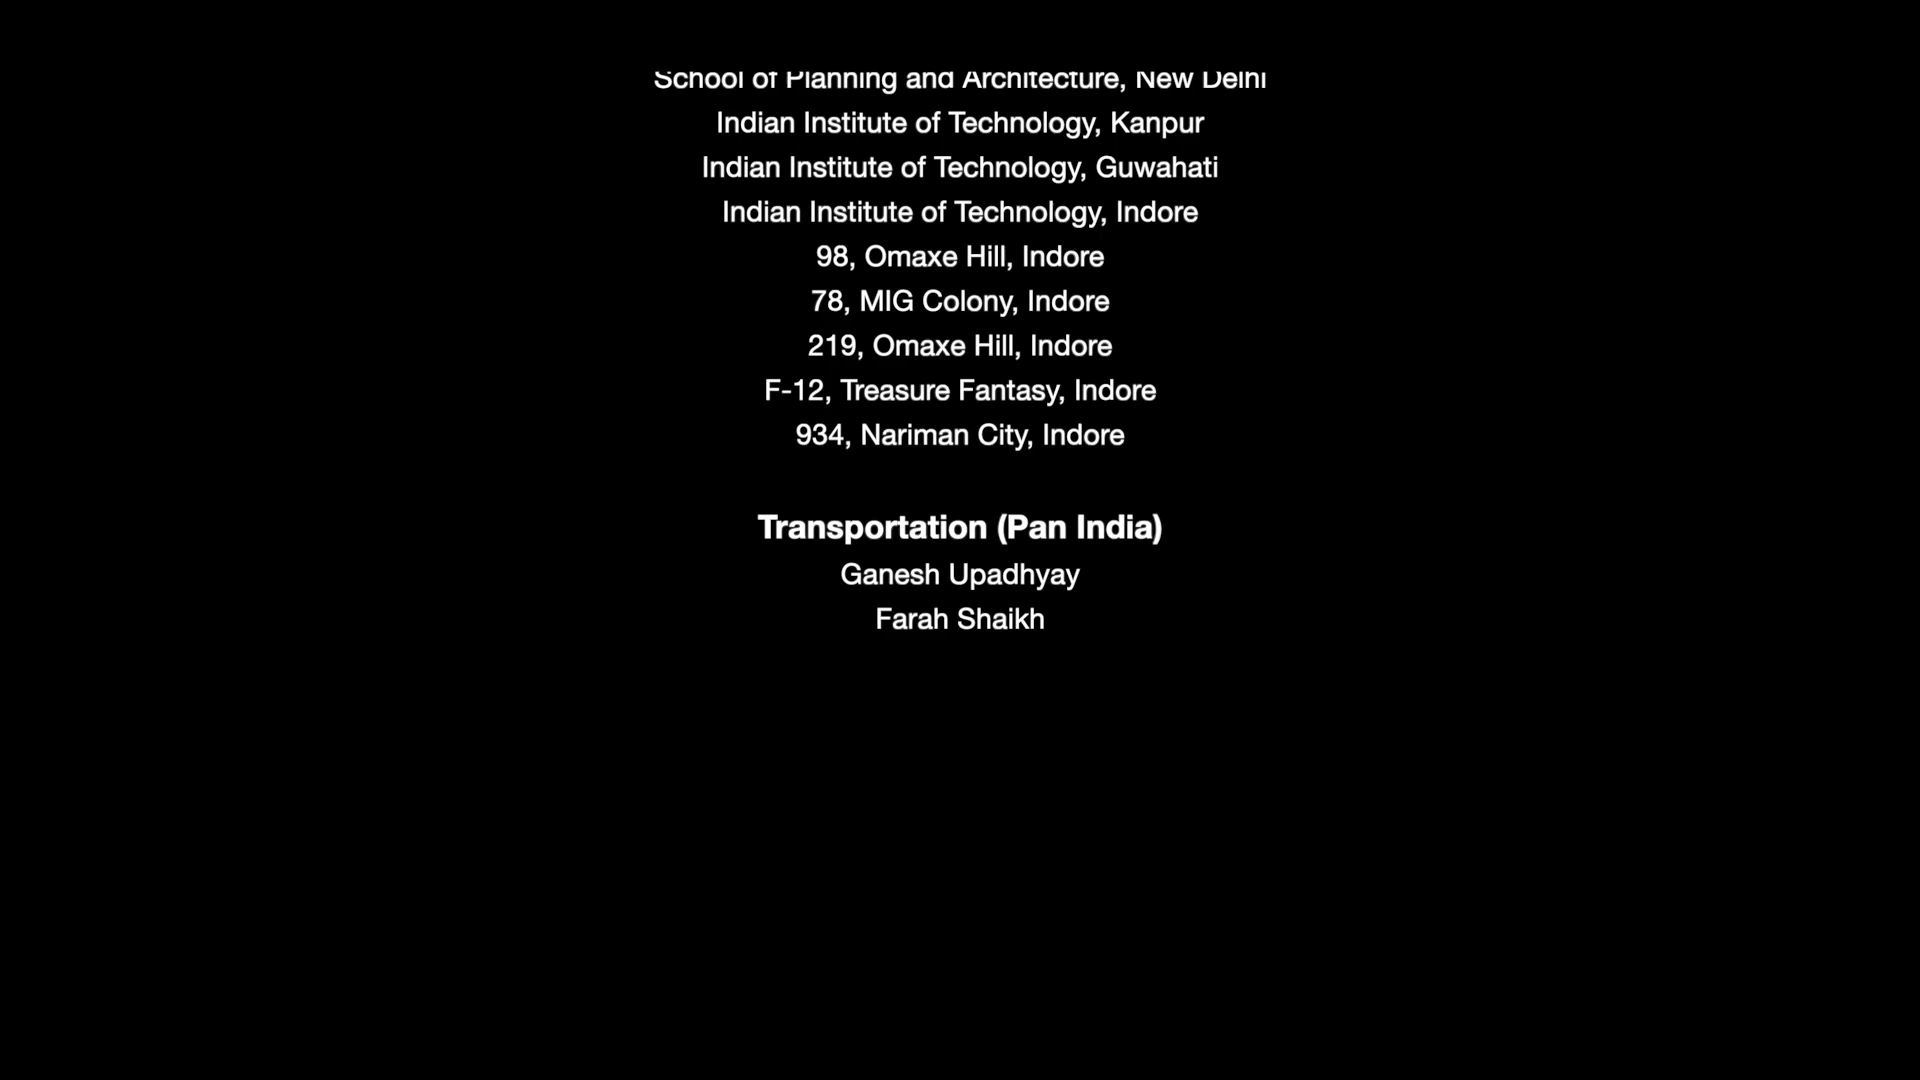 School of Planning and Architecture, New Delhi
Indian Institute of Technology, Kanpur
Indian Institute of Technology, Guwahati
Indian Institute of Technology, Indore
98, Omaxe Hill, Indore
78, MIG Colony, Indore
219, Omaxe Hill, Indore
F-12, Treasure Fantasy, Indore
934, Nariman City, Indore
Transportation (Pan India)
Ganesh Upadhyay
Farah Shaikh